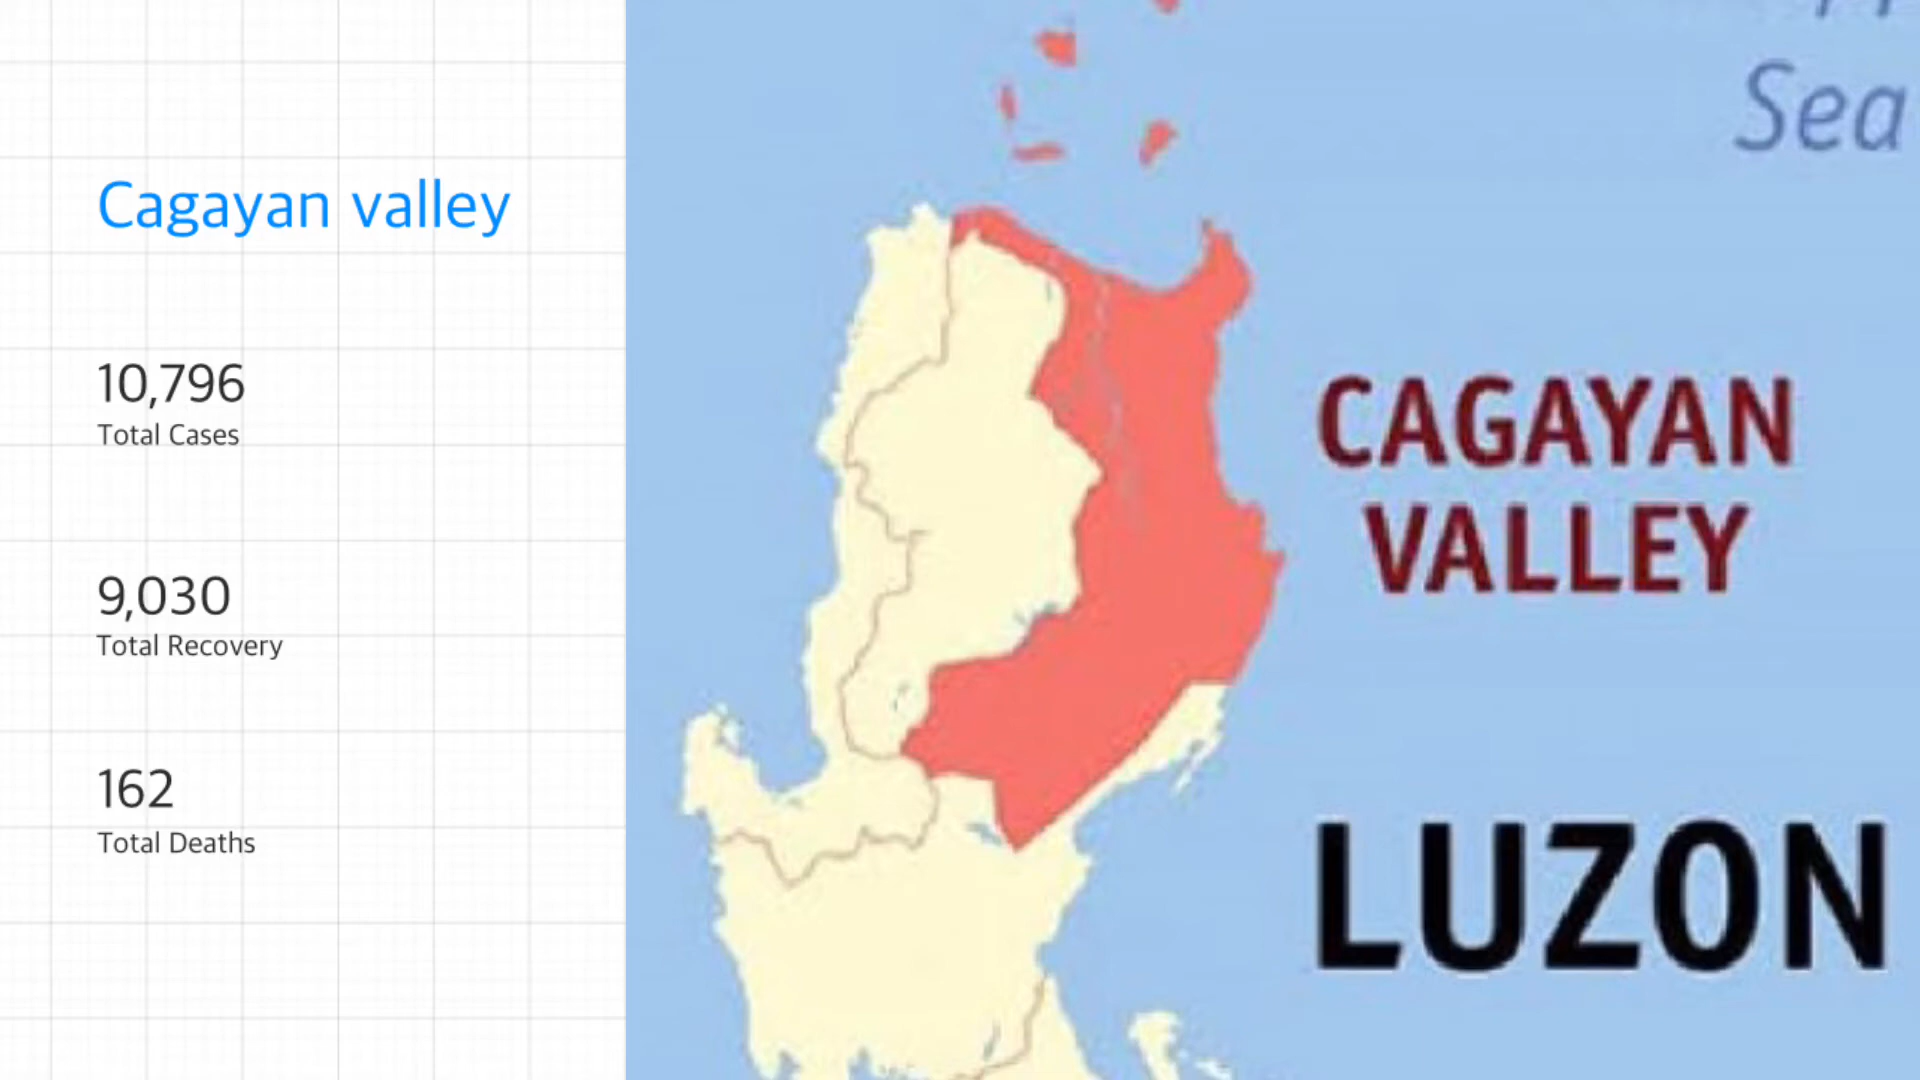 Cagayan valley
10,796
Total Cases
9,030
Total Recovery
162
Total Deaths
Sea
CAGAYAN
VALLEY
LUZON